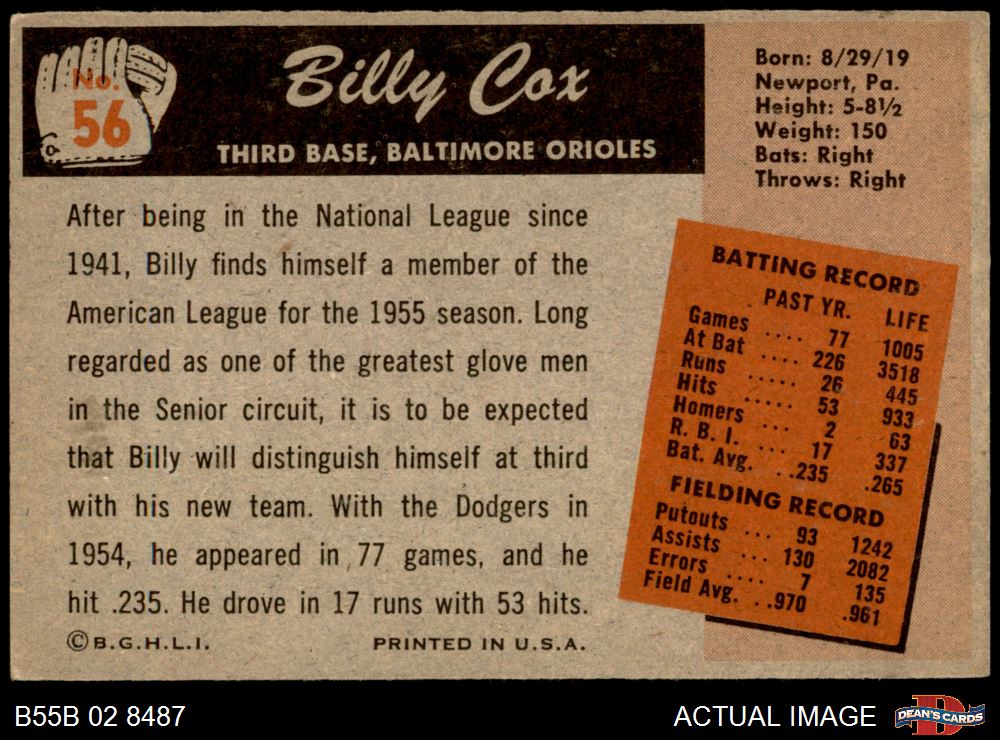 No.
56
Billy Cox
THIRD BASE, BALTIMORE ORIOLES
Born: 8/29/19
Newport, Pa.
Height: 5-8½
Weight: 150
Bats: Right
Throws: Right
After being in the National League since
1941, Billy finds himself a member of the
American League for the 1955 season. Long
regarded as one of the greatest glove men
in the Senior circuit, it is to be expected
that Billy will distinguish himself at third
with his new team. With the Dodgers in
1954, he appeared in 77 games, and he
hit .235. He drove in 17 runs with 53 hits.
©B.G.H.L.I. PRINTED IN U.S.A.
BATTING RECORD
PAST YR. LIFE
Games .... 77 1005
At Bat .... 226 3518
Runs ..... 26 445
Hits ..... 53 933
Homers ... 2 63
R. B. I. .... 17 337
Bat. Avg. ..235 .265
FIELDING RECORD
Putouts ... 93 1242
Assists ... 130 2082
Errors .... 7 135
Field Avg. ..970 .961
B55B 02 8487
ACTUAL IMAGE
D
DEAN'S CARDS